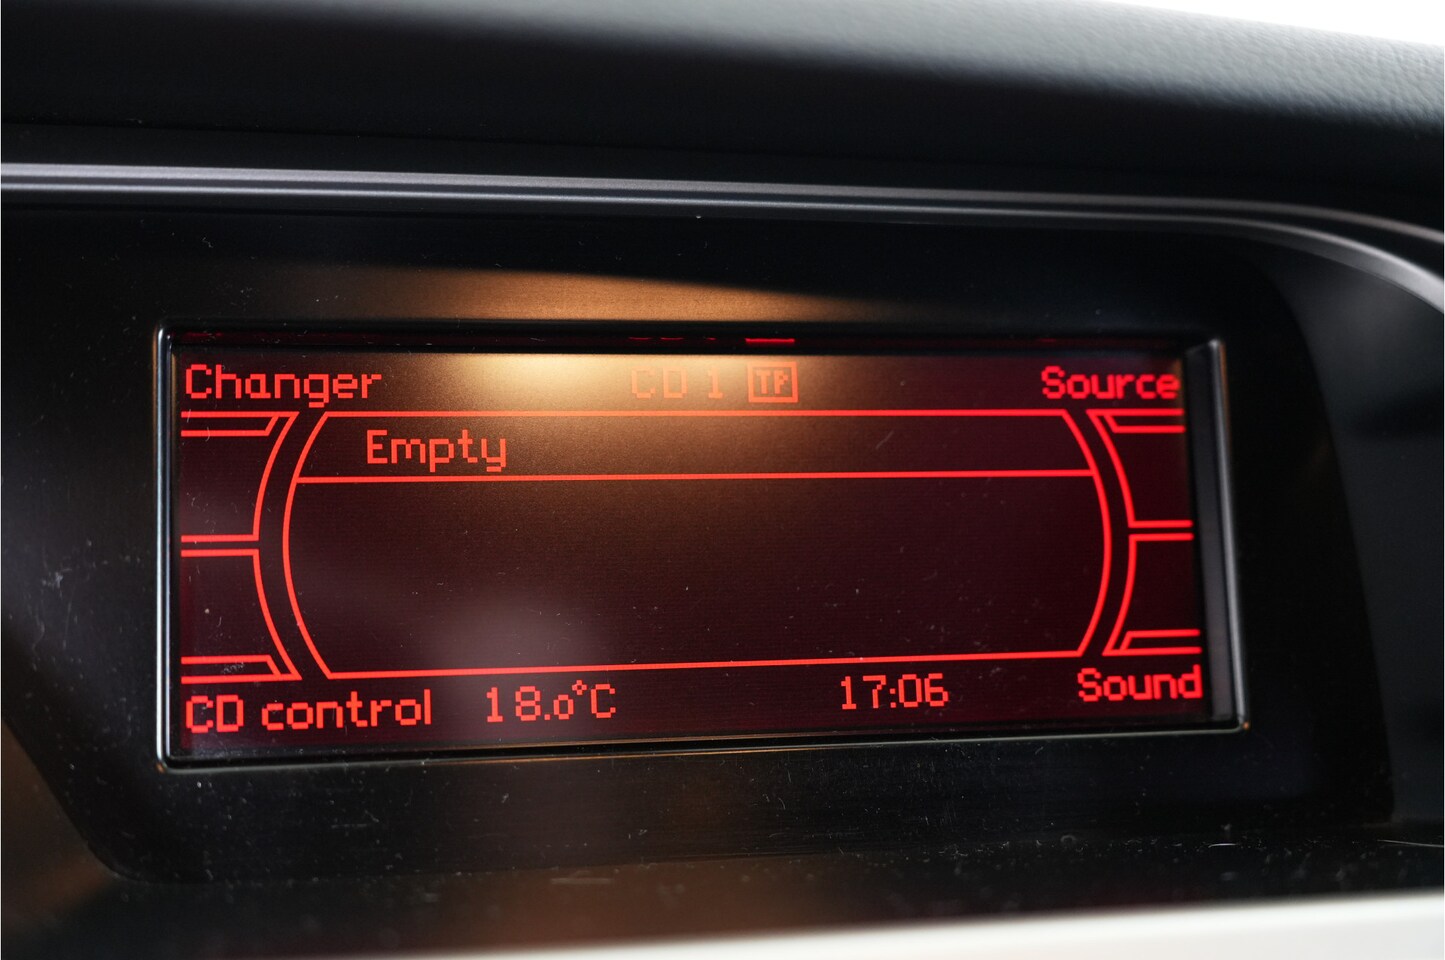 Changer CD 1 TP Source
Empty
CD control 18.0°C 17:06 Sound